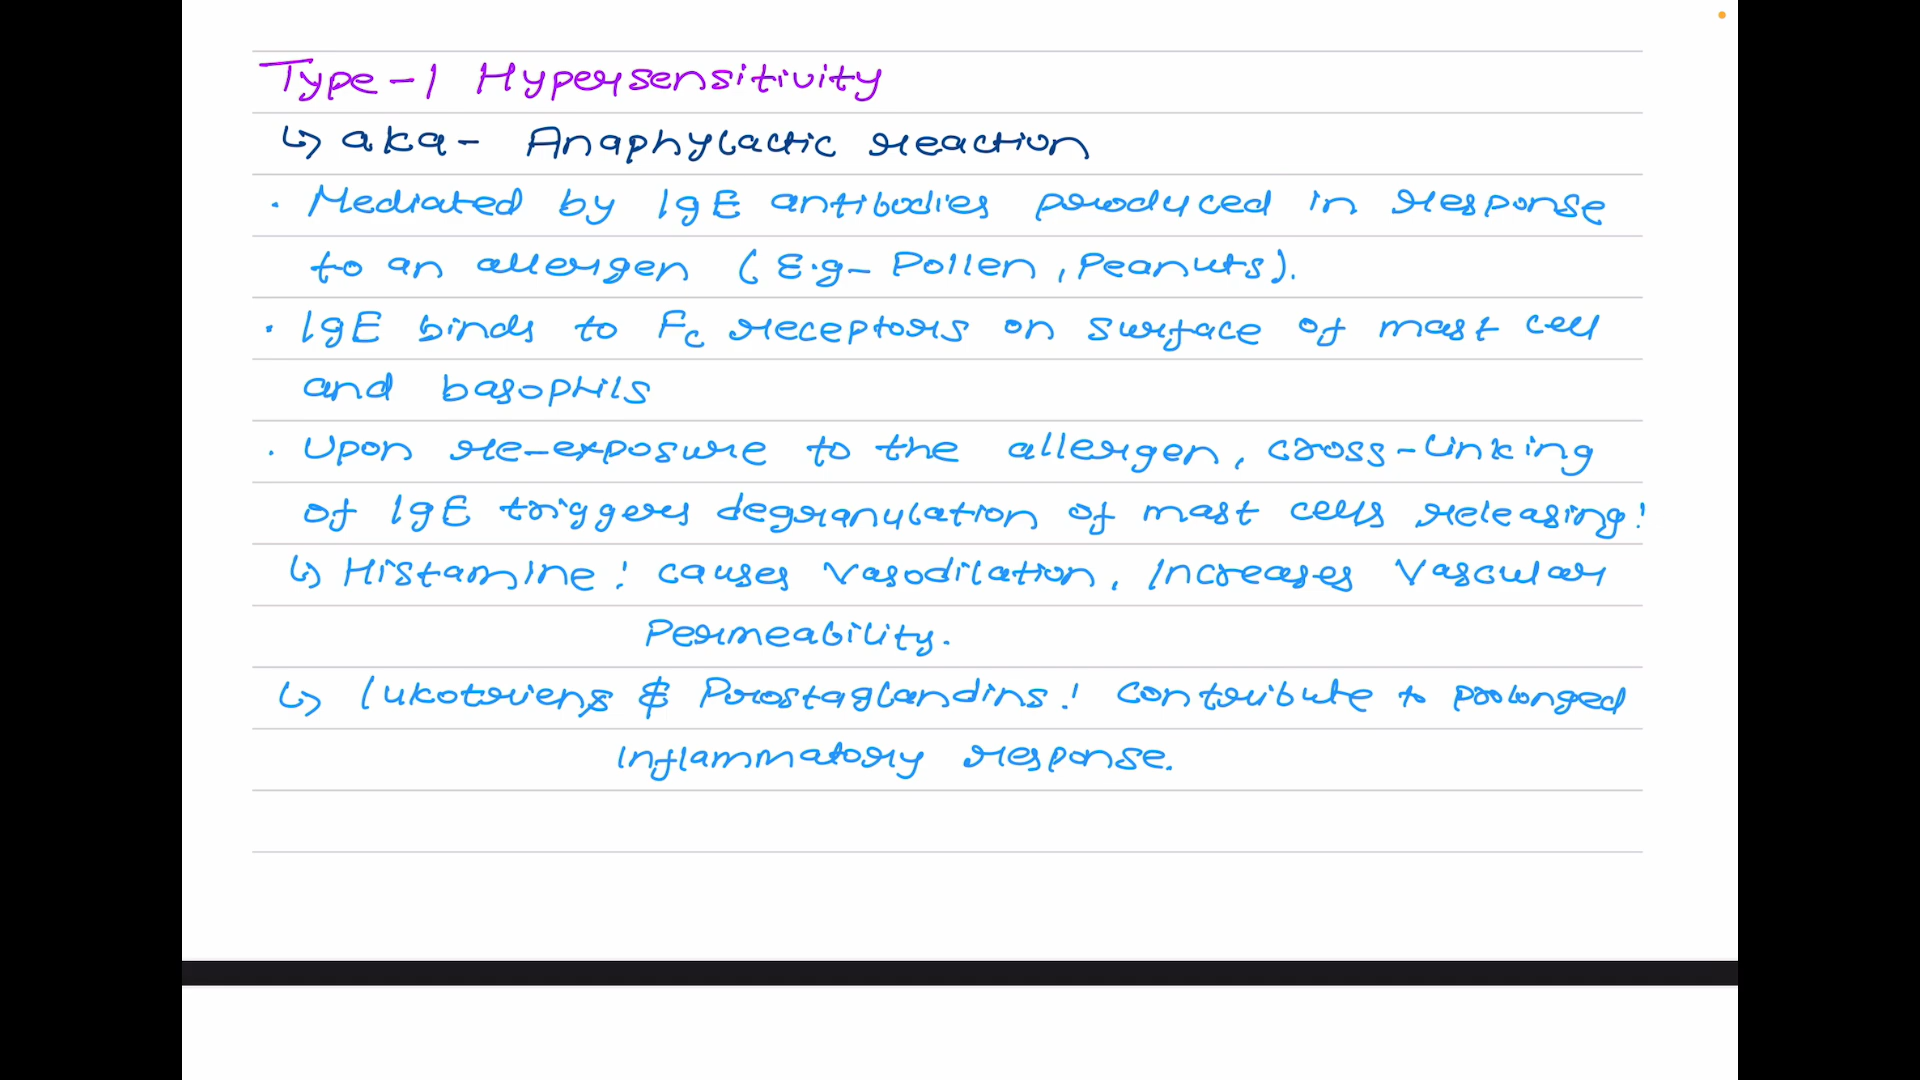 Type-1 Hypersensitivity
↳ aka- Anaphylactic reaction
· Mediated by IgE antibodies produced in response
to an allergen (E.g- Pollen, Peanuts).
· IgE binds to Fc receptors on surface of mast cell
and basophils
· Upon re-exposure to the allergen, cross-linking
of IgE triggers degranulation of mast cells releasing:
↳ Histamine: causes vasodilation, Increases vascular
Permeability.
↳ lukotriens & Prostaglandins: contribute to prolonged
inflammatory response.